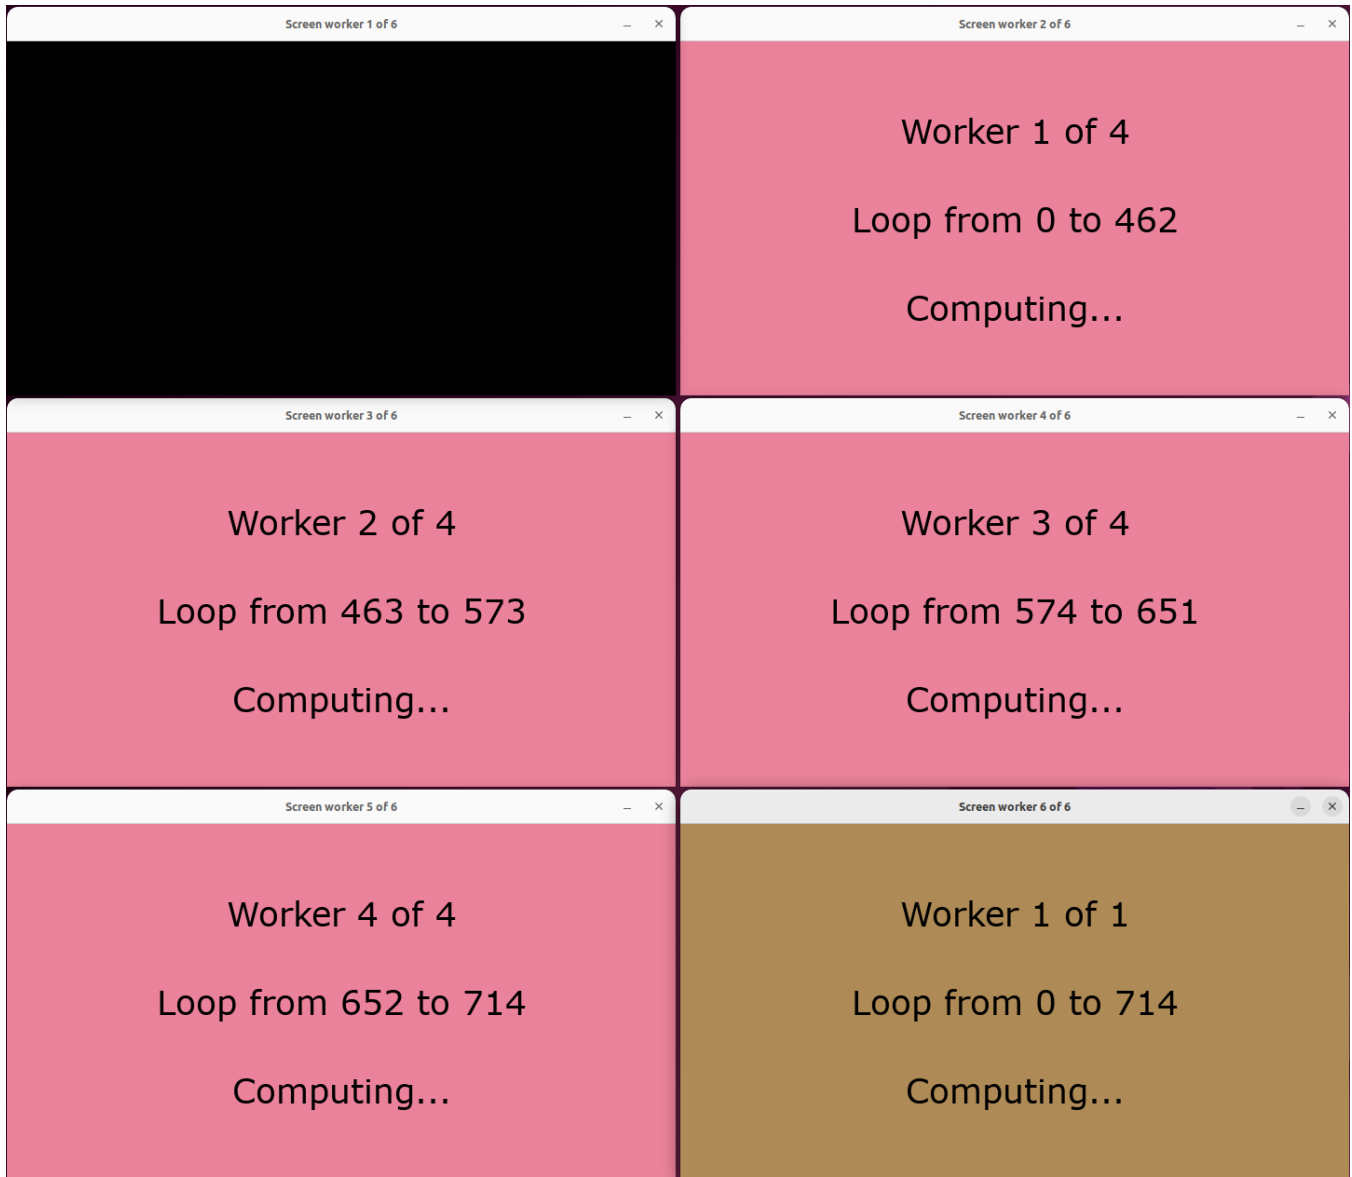 Screen worker 1 of 6
Screen worker 2 of 6
Worker 1 of 4
Loop from 0 to 462
Computing...
Screen worker 3 of 6
Worker 2 of 4
Loop from 463 to 573
Computing...
Screen worker 4 of 6
Worker 3 of 4
Loop from 574 to 651
Computing...
Screen worker 5 of 6
Worker 4 of 4
Loop from 652 to 714
Computing...
Screen worker 6 of 6
Worker 1 of 1
Loop from 0 to 714
Computing...